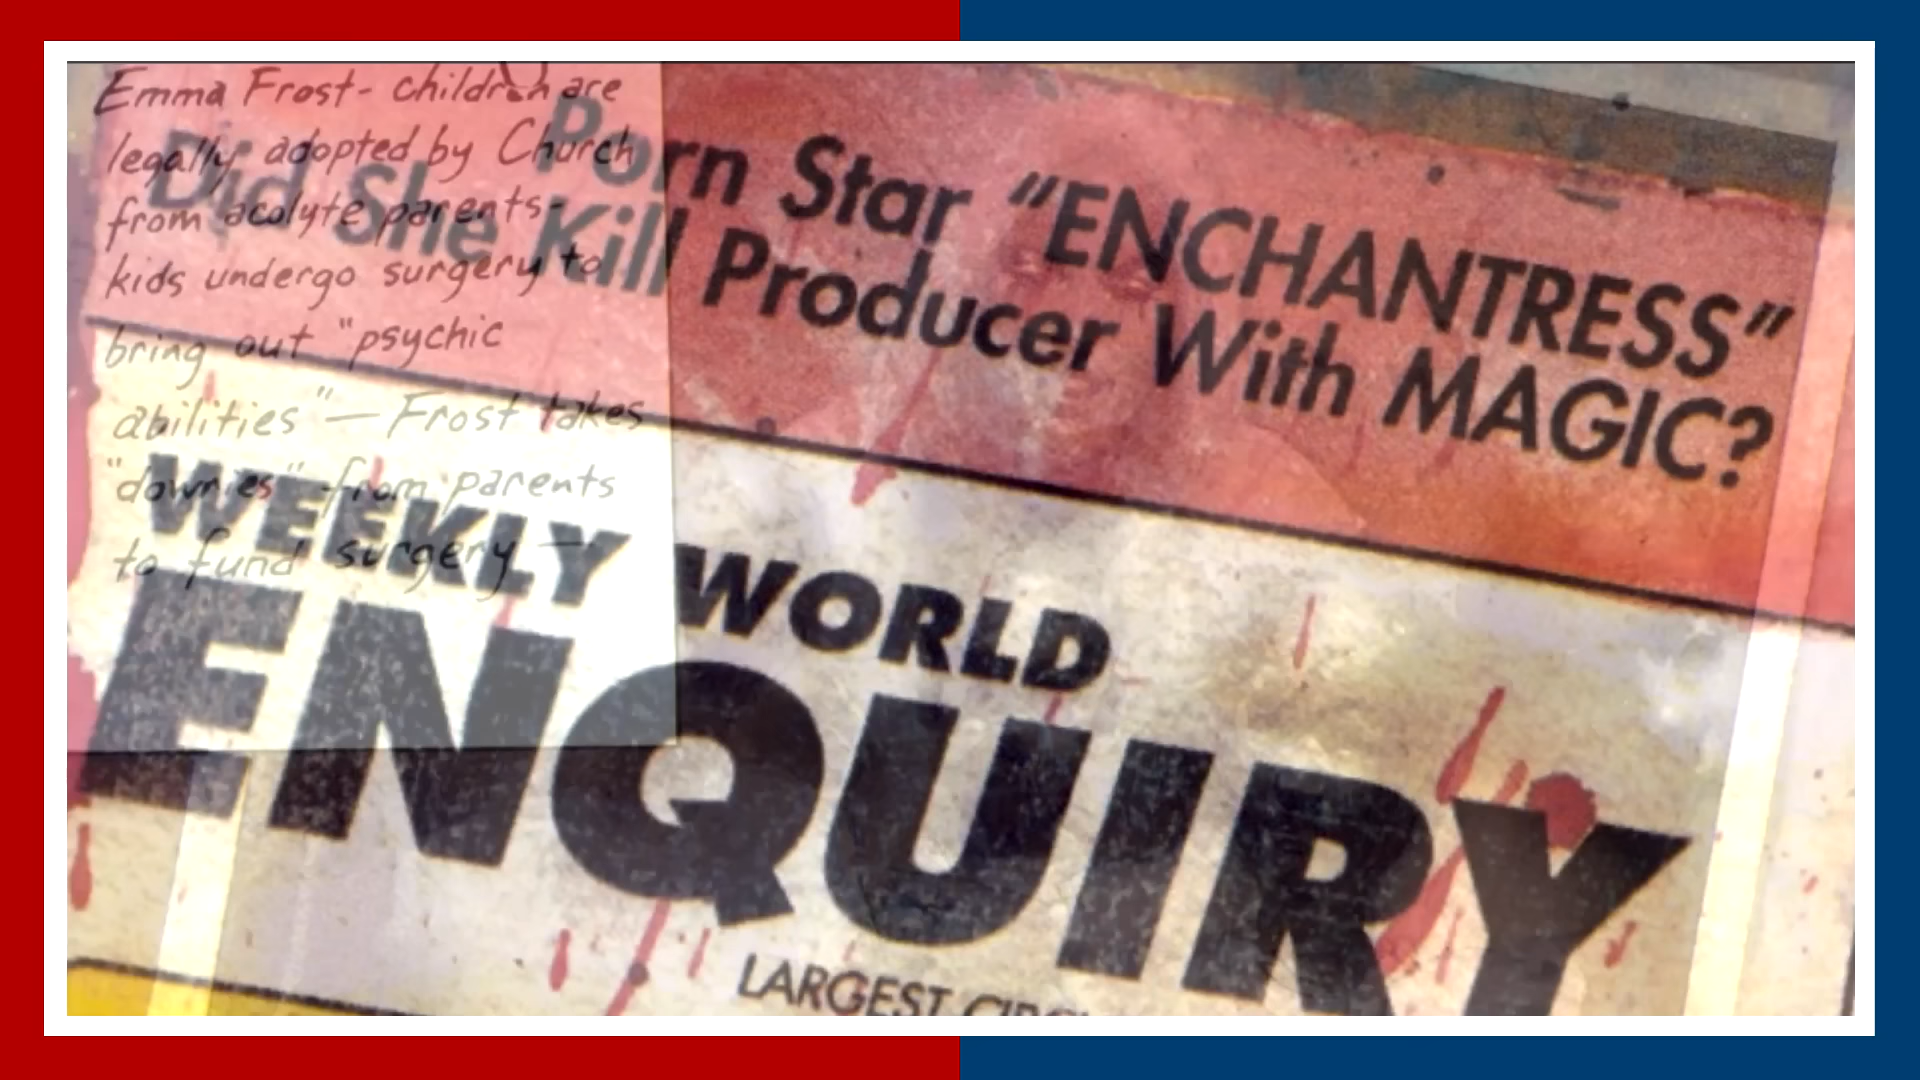 Emma Frost- children are
legally adopted by Church
from acolyte parents-
kids undergo surgery to
bring out "psychic
abilities" — Frost takes
"downies" from parents
to fund surgery —
Porn Star "ENCHANTRESS"
Did She Kill Producer With MAGIC?
WEEKLY WORLD
ENQUIRY
LARGEST